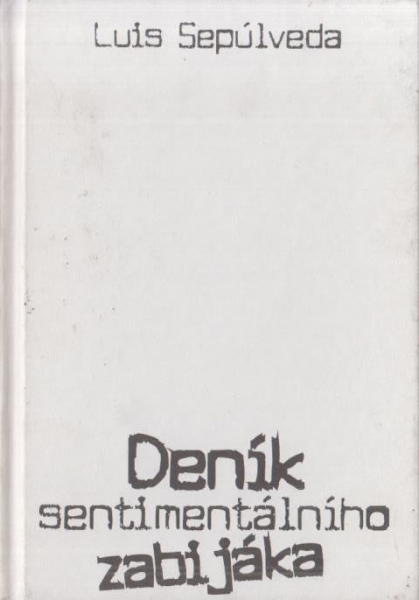 Luis Sepúlveda
Deník
sentimentálního
zabijáka